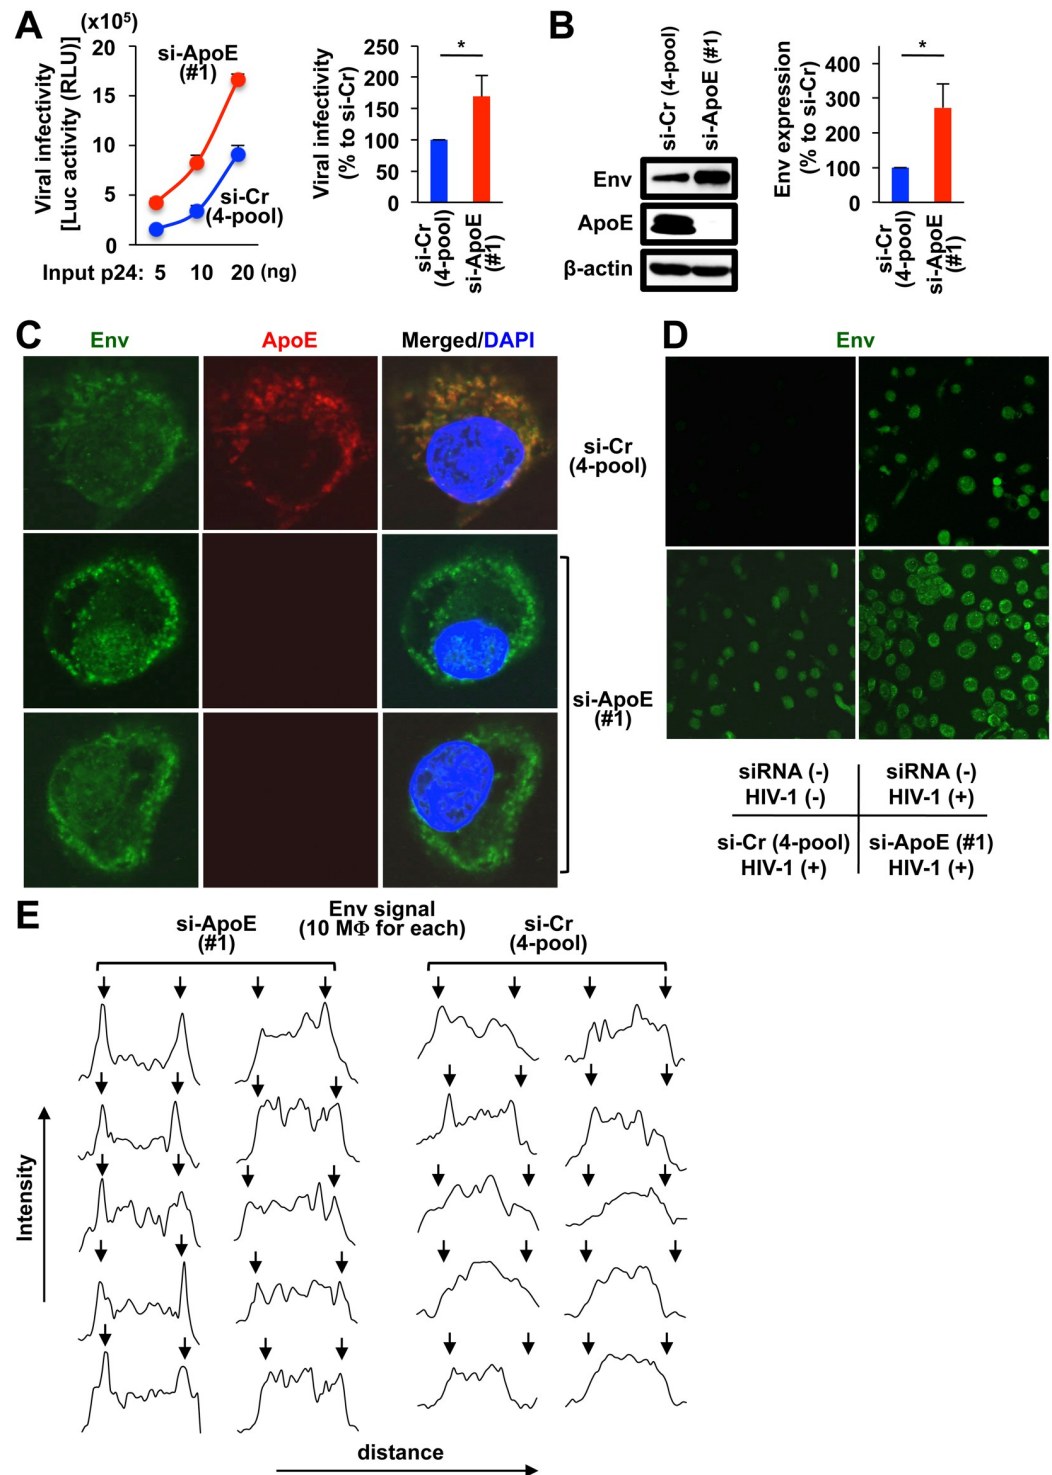 A
(x10⁵)
Viral infectivity
[Luc activity (RLU)]
20
15
10
5
0
si-ApoE
(#1)
si-Cr
(4-pool)
Input p24: 5 10 20 (ng)
Viral infectivity
(% to si-Cr)
250
200
150
100
50
0
*
si-Cr
(4-pool)
si-ApoE
(#1)
B
si-Cr (4-pool)
si-ApoE (#1)
Env
ApoE
β-actin
Env expression
(% to si-Cr)
400
300
200
100
0
*
si-Cr
(4-pool)
si-ApoE
(#1)
C
Env
ApoE
Merged/DAPI
si-Cr
(4-pool)
si-ApoE
(#1)
D
Env
siRNA (-)
HIV-1 (-)
siRNA (-)
HIV-1 (+)
si-Cr (4-pool)
HIV-1 (+)
si-ApoE (#1)
HIV-1 (+)
E
si-ApoE
(#1)
Env signal
(10 MΦ for each)
si-Cr
(4-pool)
Intensity
distance